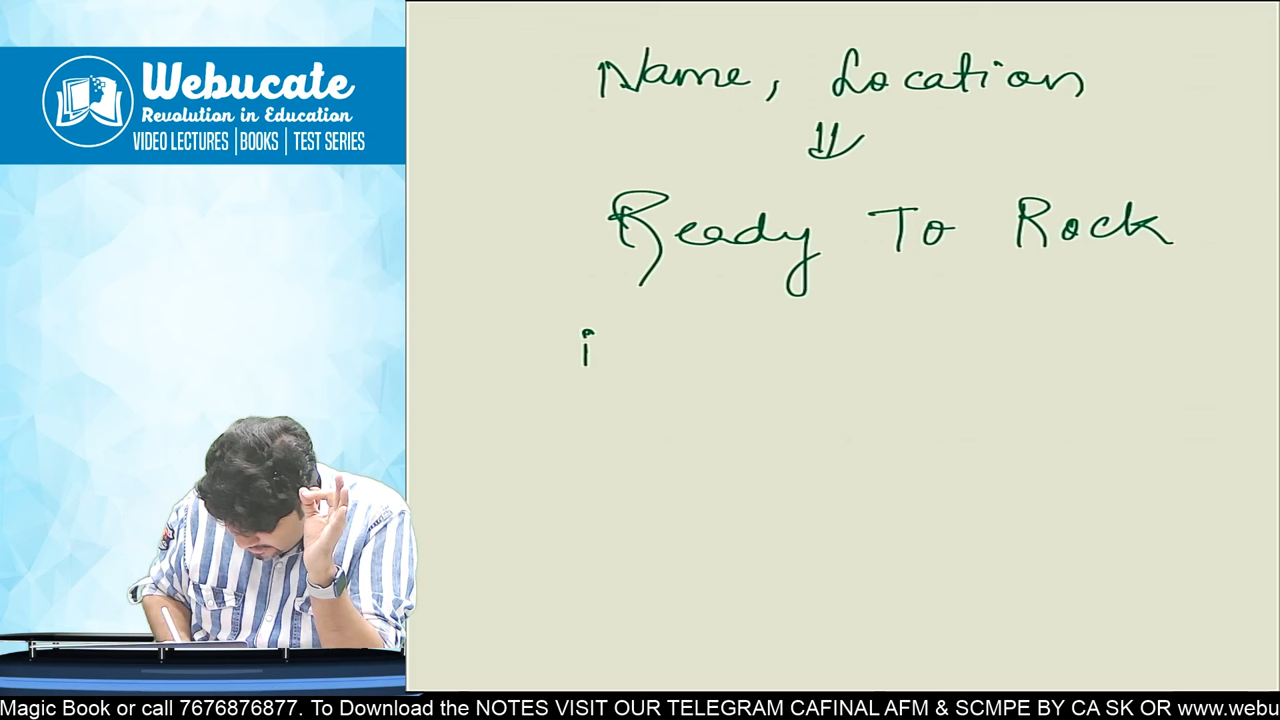 Webucate
Revolution in Education
VIDEO LECTURES | BOOKS | TEST SERIES
Name, Location
⇓
Ready To Rock
i
Magic Book or call 7676876877. To Download the NOTES VISIT OUR TELEGRAM CAFINAL AFM & SCMPE BY CA SK OR www.webu